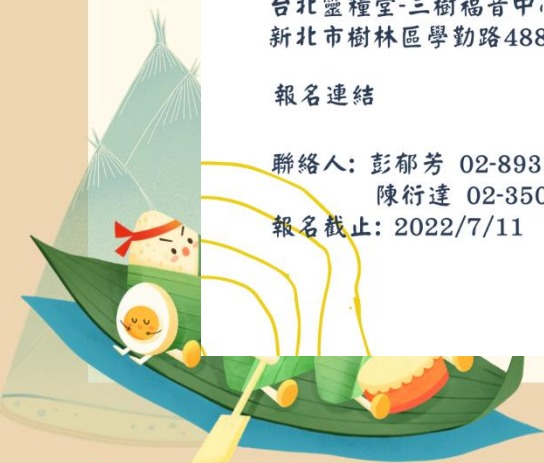 台北靈糧堂-三樹福音中心
新北市樹林區學勤路488
報名連結
聯絡人: 彭郁芳 02-893
陳衍達 02-350
報名截止: 2022/7/11